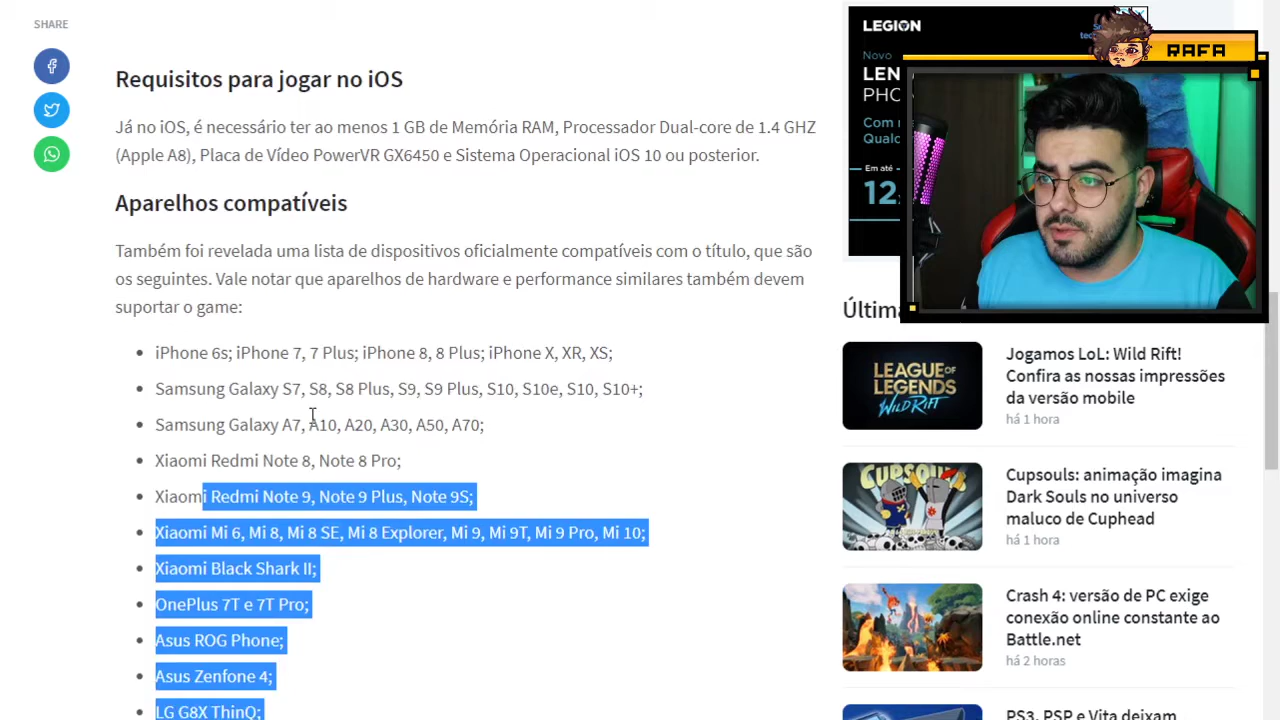 SHARE
Requisitos para jogar no iOS
Já no iOS, é necessário ter ao menos 1 GB de Memória RAM, Processador Dual-core de 1.4 GHZ
(Apple A8), Placa de Vídeo PowerVR GX6450 e Sistema Operacional iOS 10 ou posterior.
Aparelhos compatíveis
Também foi revelada uma lista de dispositivos oficialmente compatíveis com o título, que são
os seguintes. Vale notar que aparelhos de hardware e performance similares também devem
suportar o game:
iPhone 6s; iPhone 7, 7 Plus; iPhone 8, 8 Plus; iPhone X, XR, XS;
Samsung Galaxy S7, S8, S8 Plus, S9, S9 Plus, S10, S10e, S10, S10+;
Samsung Galaxy A7, A10, A20, A30, A50, A70;
Xiaomi Redmi Note 8, Note 8 Pro;
Xiaomi Redmi Note 9, Note 9 Plus, Note 9S;
Xiaomi Mi 6, Mi 8, Mi 8 SE, Mi 8 Explorer, Mi 9, Mi 9T, Mi 9 Pro, Mi 10;
Xiaomi Black Shark II;
OnePlus 7T e 7T Pro;
Asus ROG Phone;
Asus Zenfone 4;
LG G8X ThinQ;
LEGION
Novo
LEN
PHO
Com
Qualc
Em até
12
RAFA
Última
LEAGUE OF
LEGENDS
WILD RIFT
Jogamos LoL: Wild Rift!
Confira as nossas impressões
da versão mobile
há 1 hora
CUPSOULS
Cupsouls: animação imagina
Dark Souls no universo
maluco de Cuphead
há 1 hora
Crash 4: versão de PC exige
conexão online constante ao
Battle.net
há 2 horas
PS3, PSP e Vita deixam